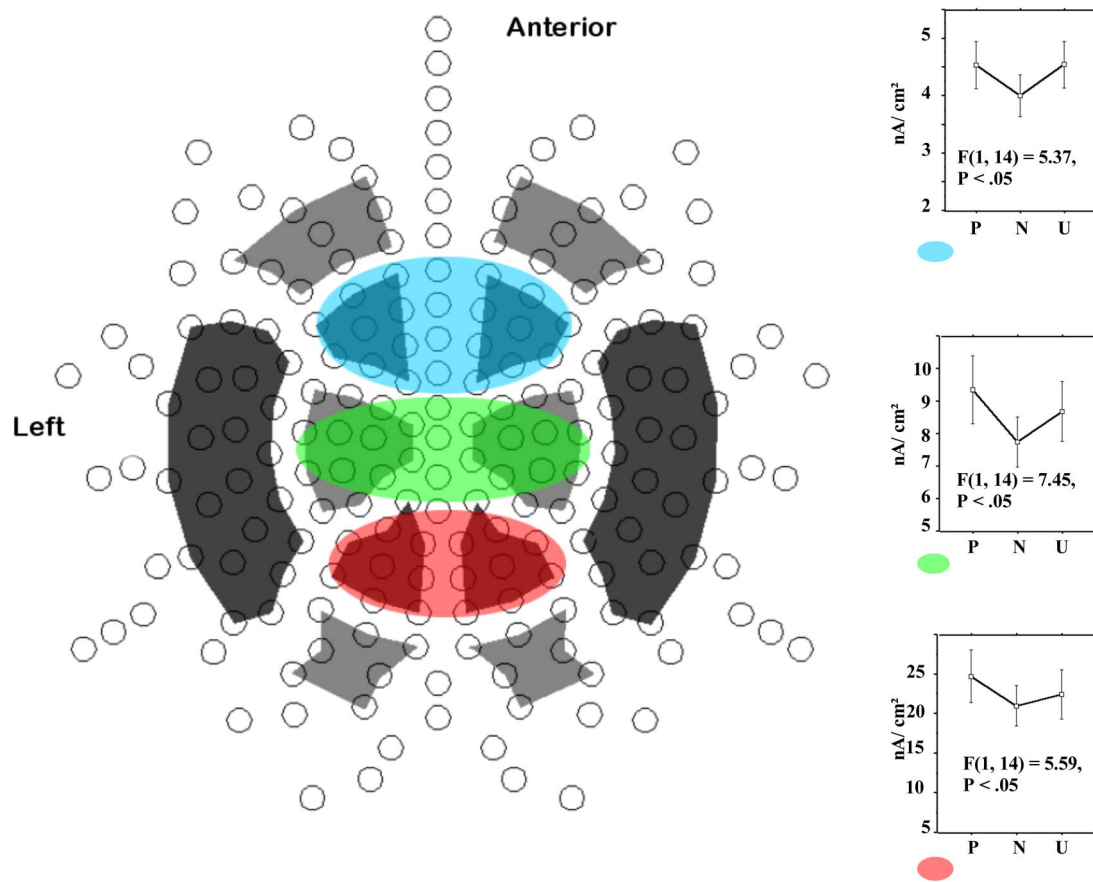 Anterior
Left
5
4
3
2
nA/ cm²
F(1, 14) = 5.37,
P < .05
P N U
10
9
8
7
6
5
nA/ cm²
F(1, 14) = 7.45,
P < .05
P N U
25
20
15
10
5
nA/ cm²
F(1, 14) = 5.59,
P < .05
P N U